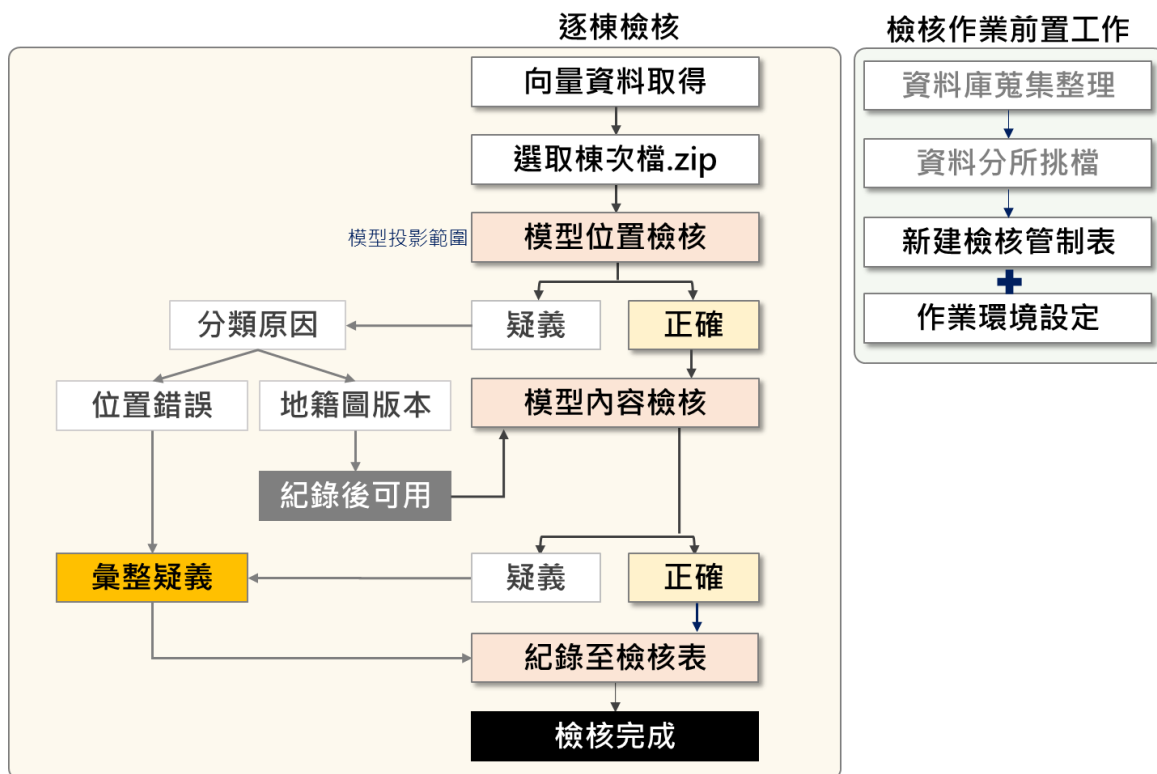 逐棟檢核
向量資料取得
選取棟次檔.zip
模型投影範圍
模型位置檢核
分類原因
疑義
正確
位置錯誤
地籍圖版本
模型內容檢核
紀錄後可用
彙整疑義
疑義
正確
紀錄至檢核表
檢核完成
檢核作業前置工作
資料庫蒐集整理
資料分所挑檔
新建檢核管制表
作業環境設定